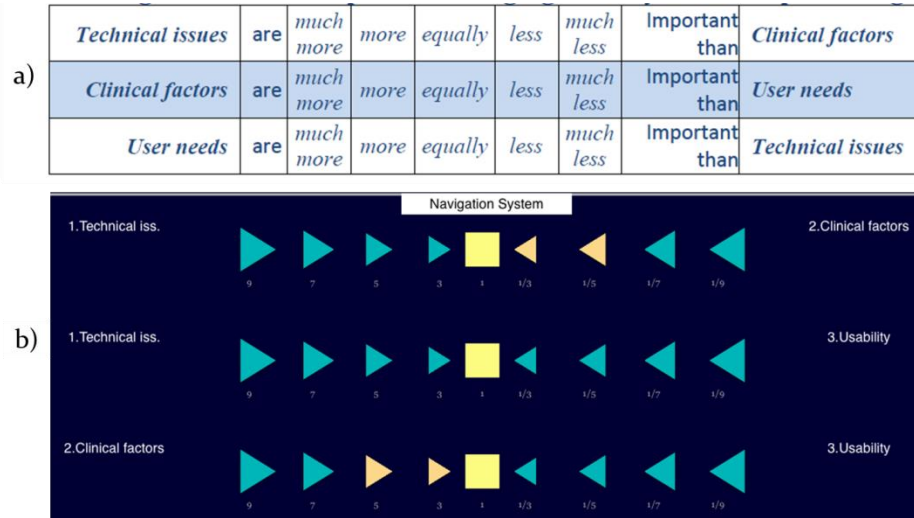 a)
Technical issues are much more more equally less much less Important than Clinical factors
Clinical factors are much more more equally less much less Important than User needs
User needs are much more more equally less much less Important than Technical issues
b)
Navigation System
1.Technical iss. 2.Clinical factors
9 7 5 3 1 1/3 1/5 1/7 1/9
1.Technical iss. 3.Usability
9 7 5 3 1 1/3 1/5 1/7 1/9
2.Clinical factors 3.Usability
9 7 5 3 1 1/3 1/5 1/7 1/9